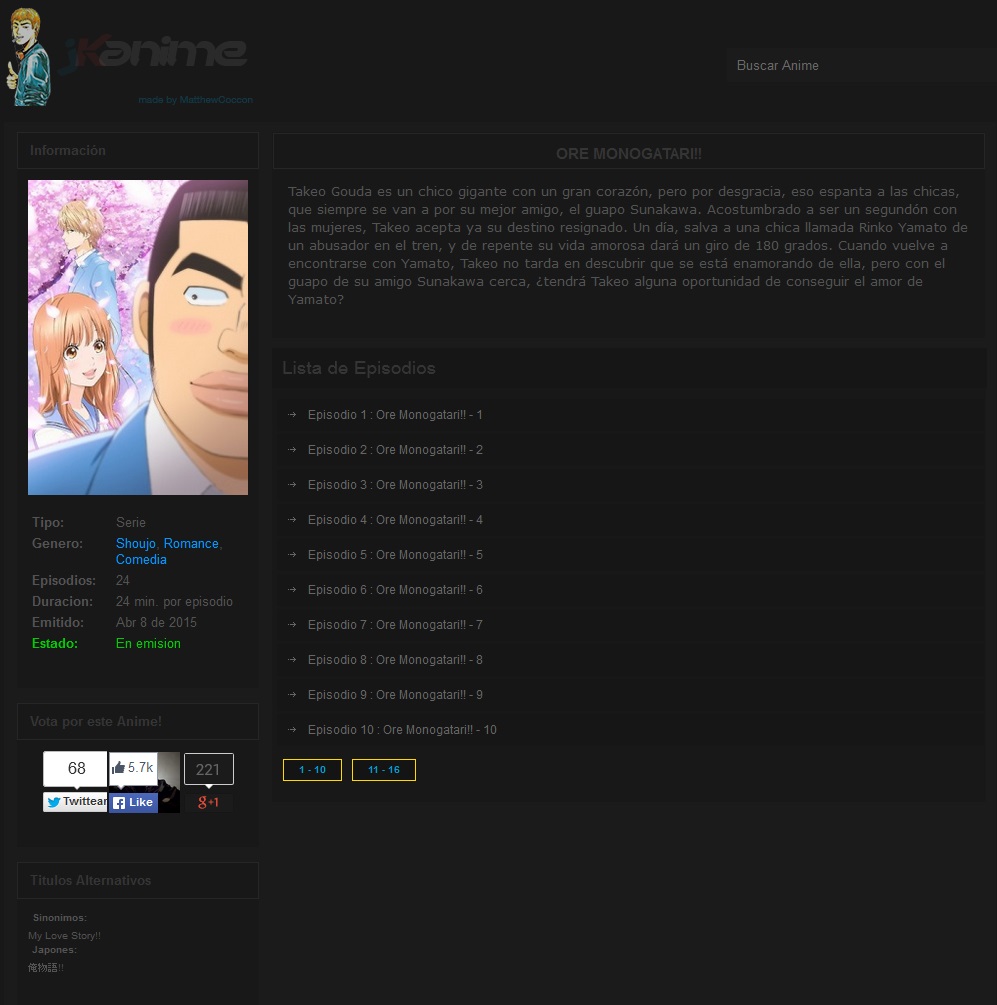 jKanime
made by MatthewCoccon
Buscar Anime
Información
Tipo: Serie
Genero: Shoujo, Romance,
Comedia
Episodios: 24
Duracion: 24 min. por episodio
Emitido: Abr 8 de 2015
Estado: En emision
Vota por este Anime!
68 5.7k 221
Twittear Like g+1
Titulos Alternativos
Sinonimos:
My Love Story!!
Japones:
俺物語!!
ORE MONOGATARI!!
Takeo Gouda es un chico gigante con un gran corazón, pero por desgracia, eso espanta a las chicas,
que siempre se van a por su mejor amigo, el guapo Sunakawa. Acostumbrado a ser un segundón con
las mujeres, Takeo acepta ya su destino resignado. Un día, salva a una chica llamada Rinko Yamato de
un abusador en el tren, y de repente su vida amorosa dará un giro de 180 grados. Cuando vuelve a
encontrarse con Yamato, Takeo no tarda en descubrir que se está enamorando de ella, pero con el
guapo de su amigo Sunakawa cerca, ¿tendrá Takeo alguna oportunidad de conseguir el amor de
Yamato?
Lista de Episodios
Episodio 1 : Ore Monogatari!! - 1
Episodio 2 : Ore Monogatari!! - 2
Episodio 3 : Ore Monogatari!! - 3
Episodio 4 : Ore Monogatari!! - 4
Episodio 5 : Ore Monogatari!! - 5
Episodio 6 : Ore Monogatari!! - 6
Episodio 7 : Ore Monogatari!! - 7
Episodio 8 : Ore Monogatari!! - 8
Episodio 9 : Ore Monogatari!! - 9
Episodio 10 : Ore Monogatari!! - 10
1 - 10 11 - 16